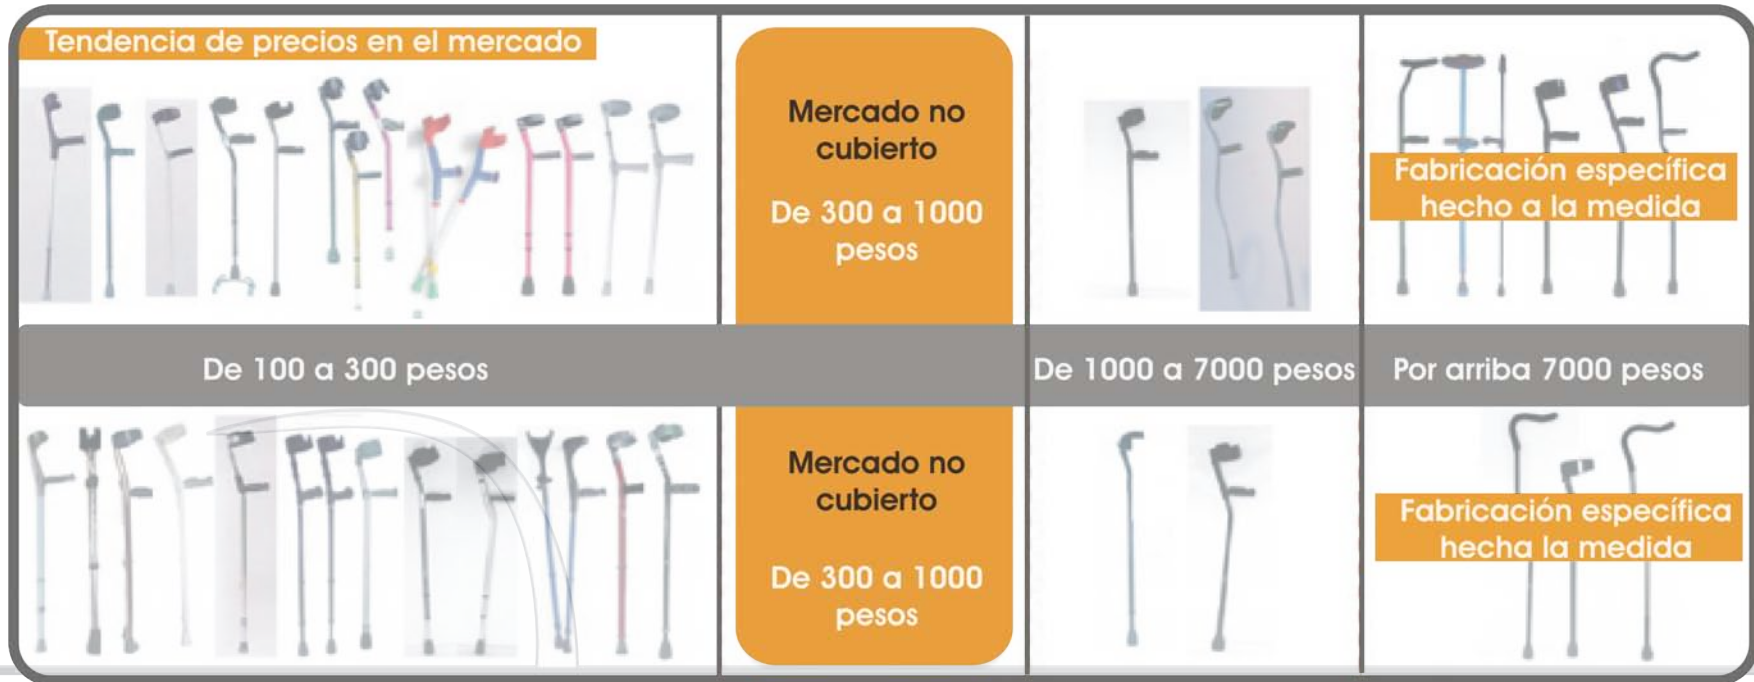 Tendencia de precios en el mercado
Mercado no
cubierto
De 300 a 1000
pesos
Fabricación específica
hecho a la medida
De 100 a 300 pesos
De 1000 a 7000 pesos
Por arriba 7000 pesos
Mercado no
cubierto
De 300 a 1000
pesos
Fabricación específica
hecha la medida